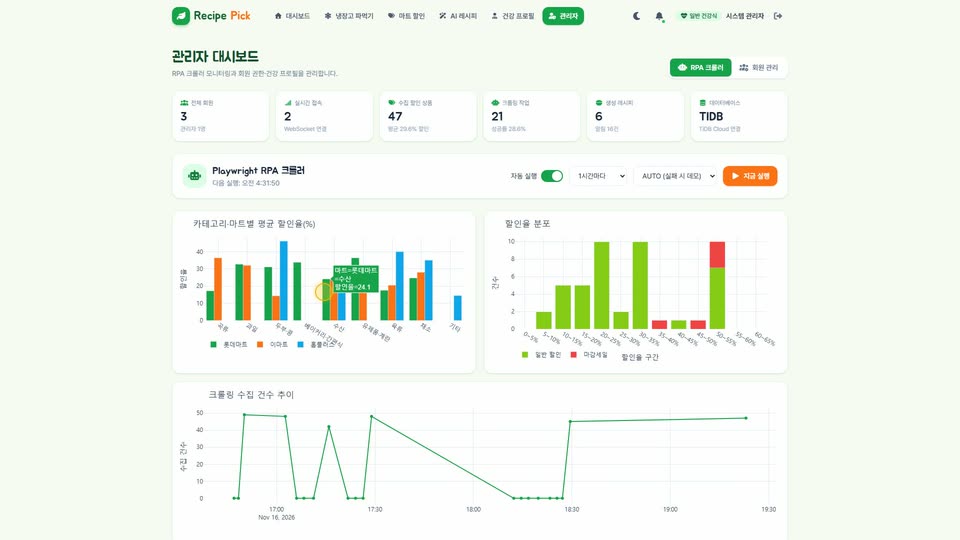 Recipe Pick
대시보드
냉장고 파먹기
마트 할인
AI 레시피
건강 프로필
관리자
일반 건강식
시스템 관리자
관리자 대시보드
RPA 크롤러 모니터링과 회원 권한·건강 프로필을 관리합니다.
RPA 크롤러
회원 관리
전체 회원
3
관리자 1명
실시간 접속
2
WebSocket 연결
수집 할인 상품
47
평균 29.6% 할인
크롤링 작업
21
성공률 28.6%
생성 레시피
6
알림 16건
데이터베이스
TIDB
TiDB Cloud 연결
Playwright RPA 크롤러
다음 실행: 오전 4:31:50
자동 실행
1시간마다
AUTO (실패 시 데모)
지금 실행
카테고리·마트별 평균 할인율(%)
할인율
40
30
20
10
0
마트=롯데마트
=수산
할인율=24.1
곡류
과일
두부·콩
베이커리·간편식
수산
유제품·계란
육류
채소
기타
롯데마트
이마트
홈플러스
할인율 분포
건수
10
8
6
4
2
0
0~5%
5~10%
10~15%
15~20%
20~25%
25~30%
30~35%
35~40%
40~45%
45~50%
50~55%
55~60%
60~65%
일반 할인
마감세일
할인율 구간
크롤링 수집 건수 추이
수집 건수
50
40
30
20
10
0
17:00
Nov 16, 2026
17:30
18:00
18:30
19:00
19:30